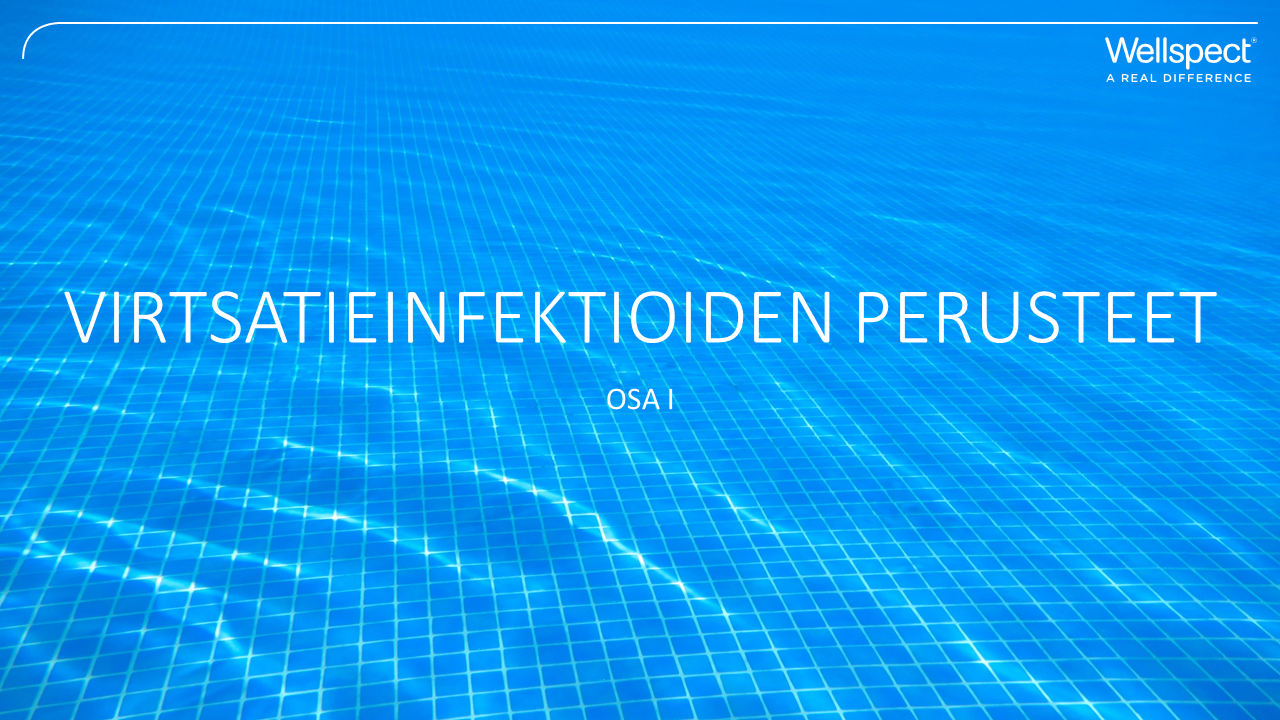 Wellspect®
A REAL DIFFERENCE
VIRTSATIEINFEKTIOIDEN PERUSTEET
OSA I